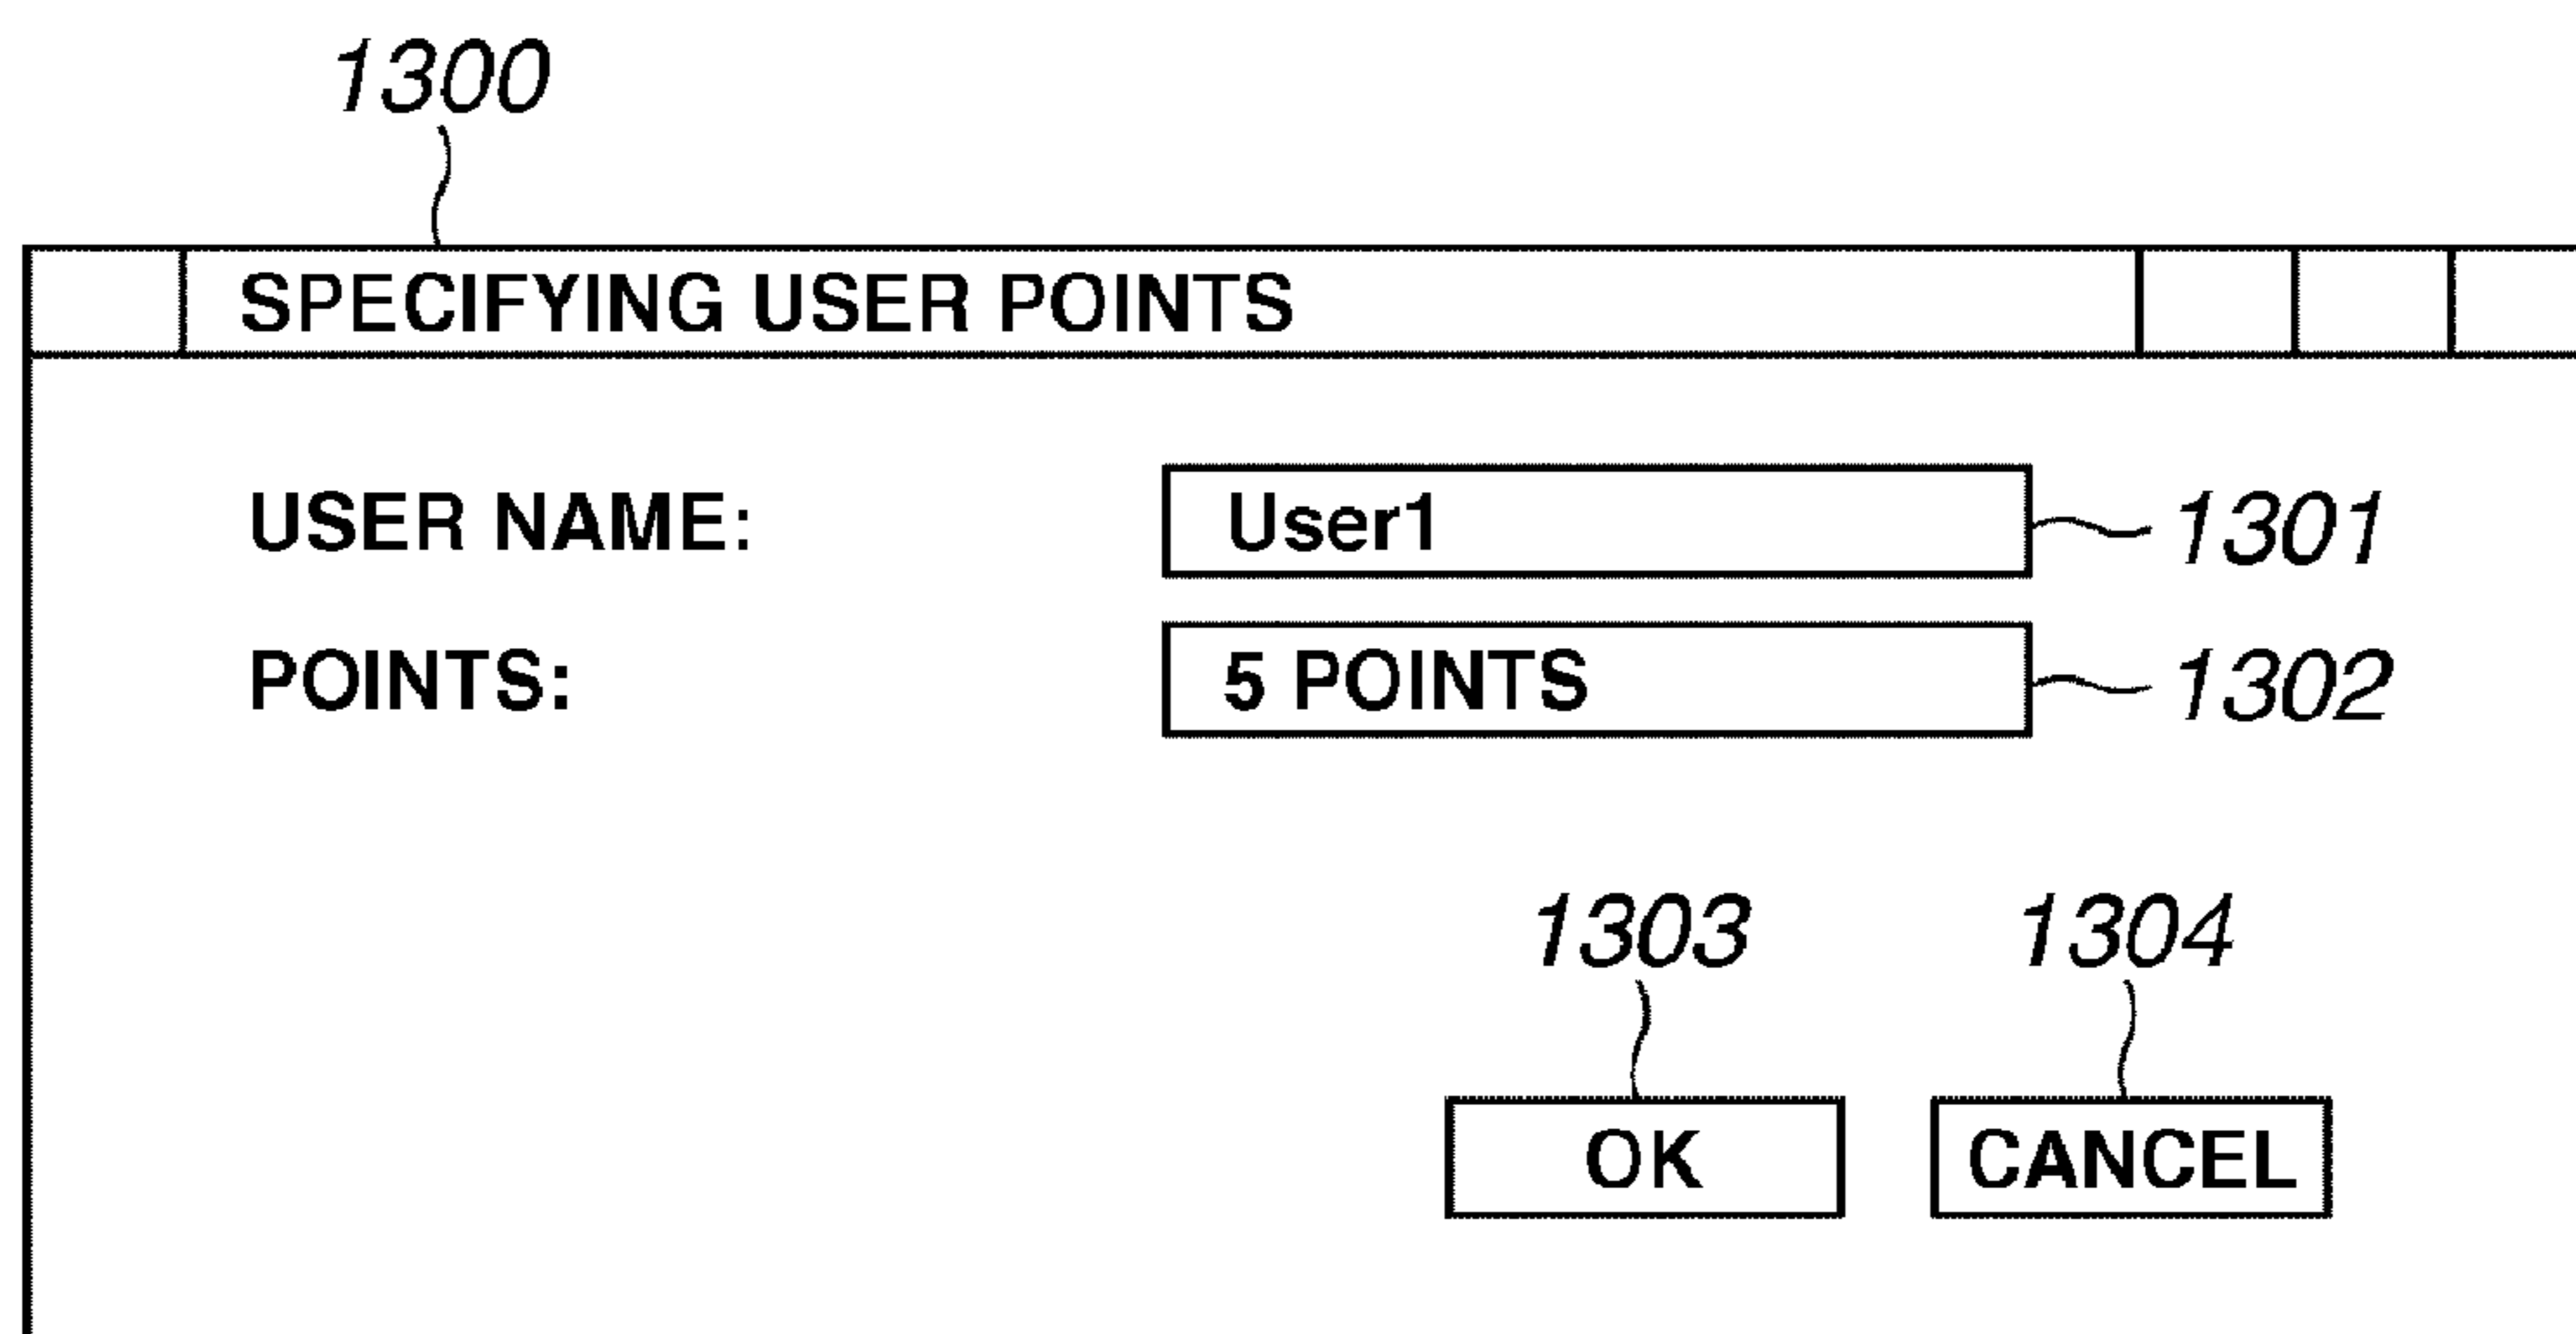 1300
SPECIFYING USER POINTS
USER NAME: User1 1301
POINTS: 5 POINTS 1302
1303 1304
OK CANCEL